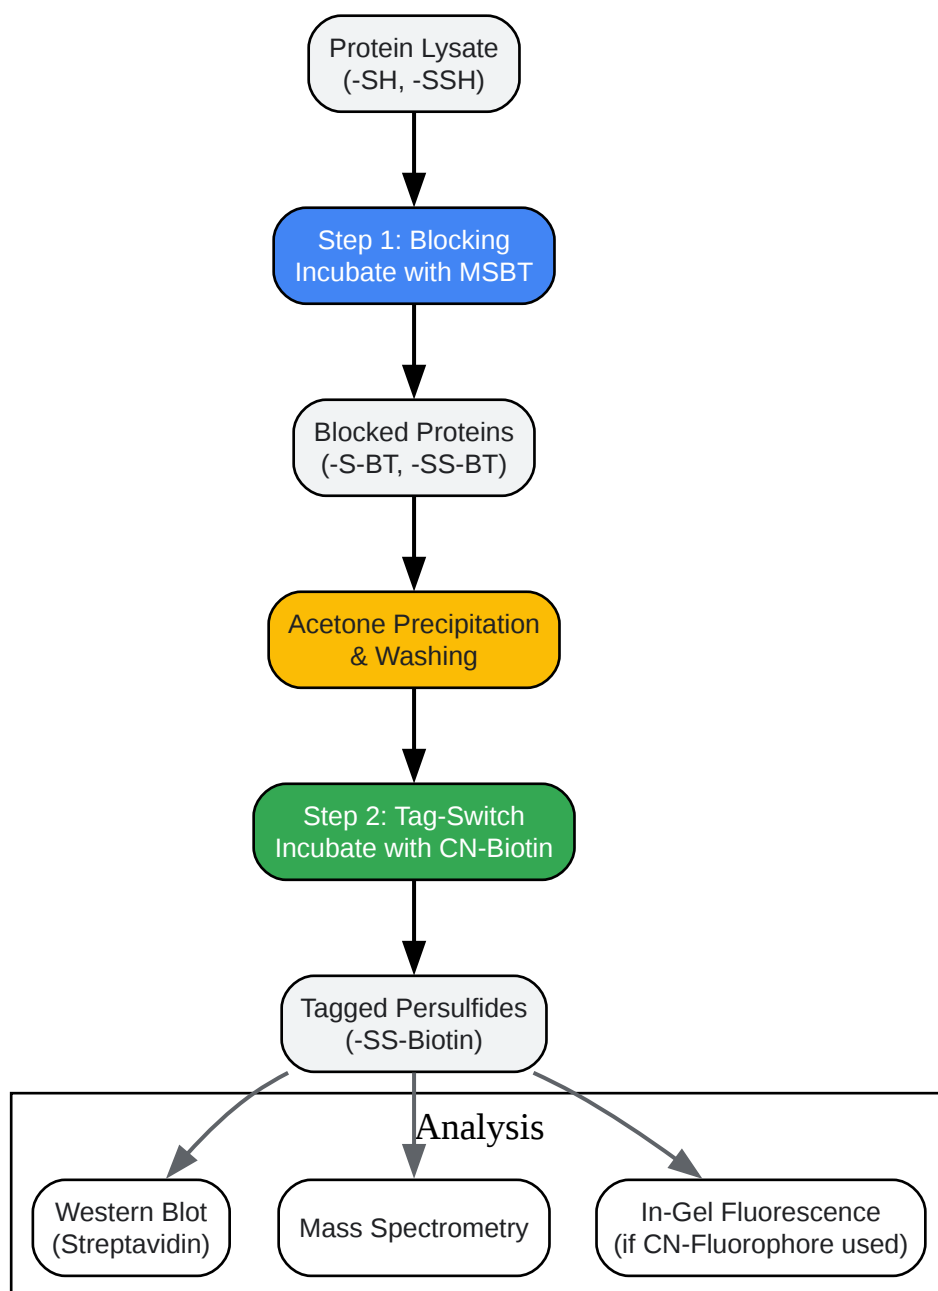 Protein Lysate
(-SH, -SSH)
Step 1: Blocking
Incubate with MSBT
Blocked Proteins
(-S-BT, -SS-BT)
Acetone Precipitation
& Washing
Step 2: Tag-Switch
Incubate with CN-Biotin
Tagged Persulfides
(-SS-Biotin)
Analysis
Western Blot
(Streptavidin)
Mass Spectrometry
In-Gel Fluorescence
(if CN-Fluorophore used)